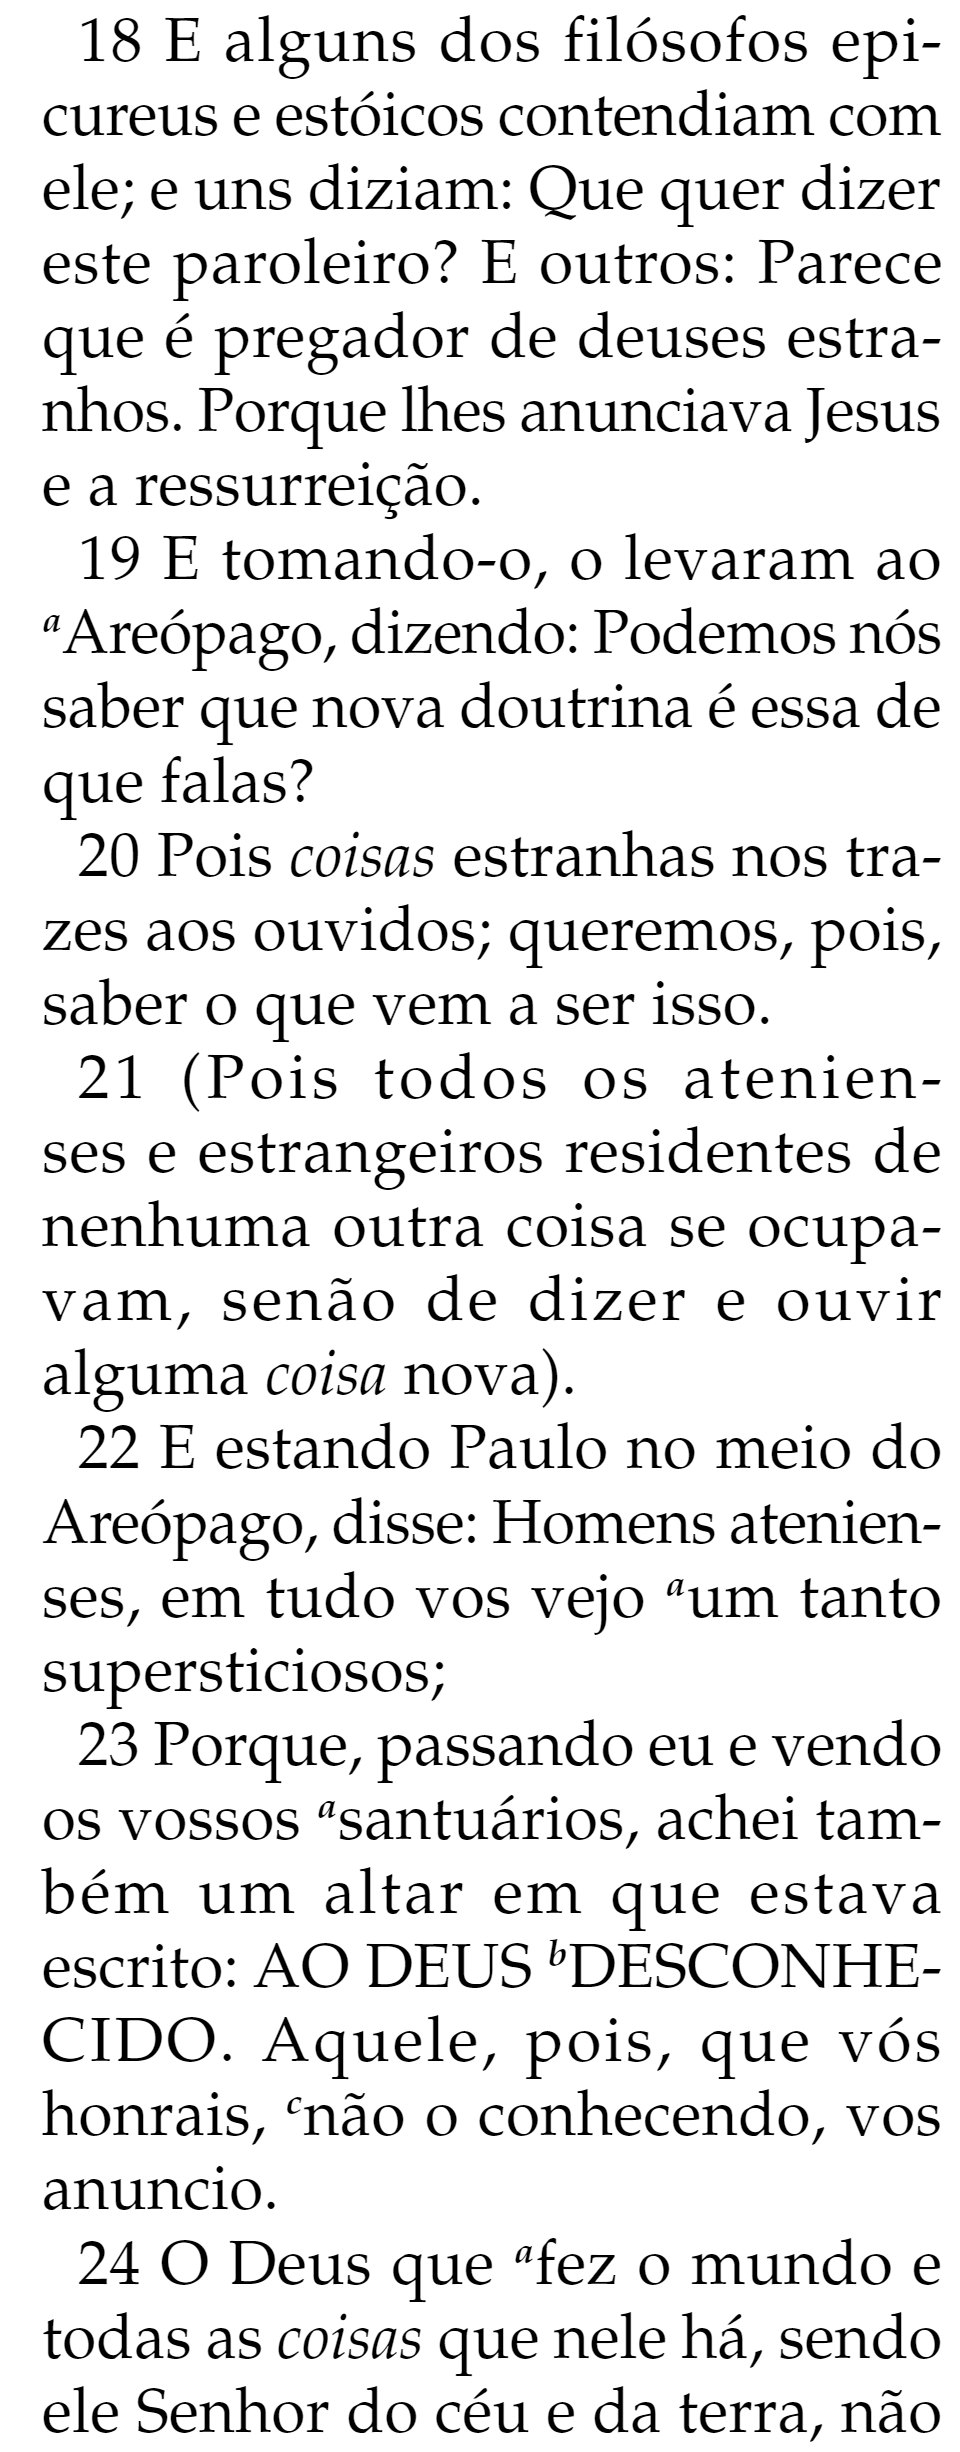 18 E alguns dos filósofos epi-
cureus e estóicos contendiam com
ele; e uns diziam: Que quer dizer
este paroleiro? E outros: Parece
que é pregador de deuses estra-
nhos. Porque lhes anunciava Jesus
e a ressurreição.
19 E tomando-o, o levaram ao
aAreópago, dizendo: Podemos nós
saber que nova doutrina é essa de
que falas?
20 Pois coisas estranhas nos tra-
zes aos ouvidos; queremos, pois,
saber o que vem a ser isso.
21 (Pois todos os atenien-
ses e estrangeiros residentes de
nenhuma outra coisa se ocupa-
vam, senão de dizer e ouvir
alguma coisa nova).
22 E estando Paulo no meio do
Areópago, disse: Homens atenien-
ses, em tudo vos vejo aum tanto
supersticiosos;
23 Porque, passando eu e vendo
os vossos asantuários, achei tam-
bém um altar em que estava
escrito: AO DEUS bDESCONHE-
CIDO. Aquele, pois, que vós
honrais, cnão o conhecendo, vos
anuncio.
24 O Deus que afez o mundo e
todas as coisas que nele há, sendo
ele Senhor do céu e da terra, não